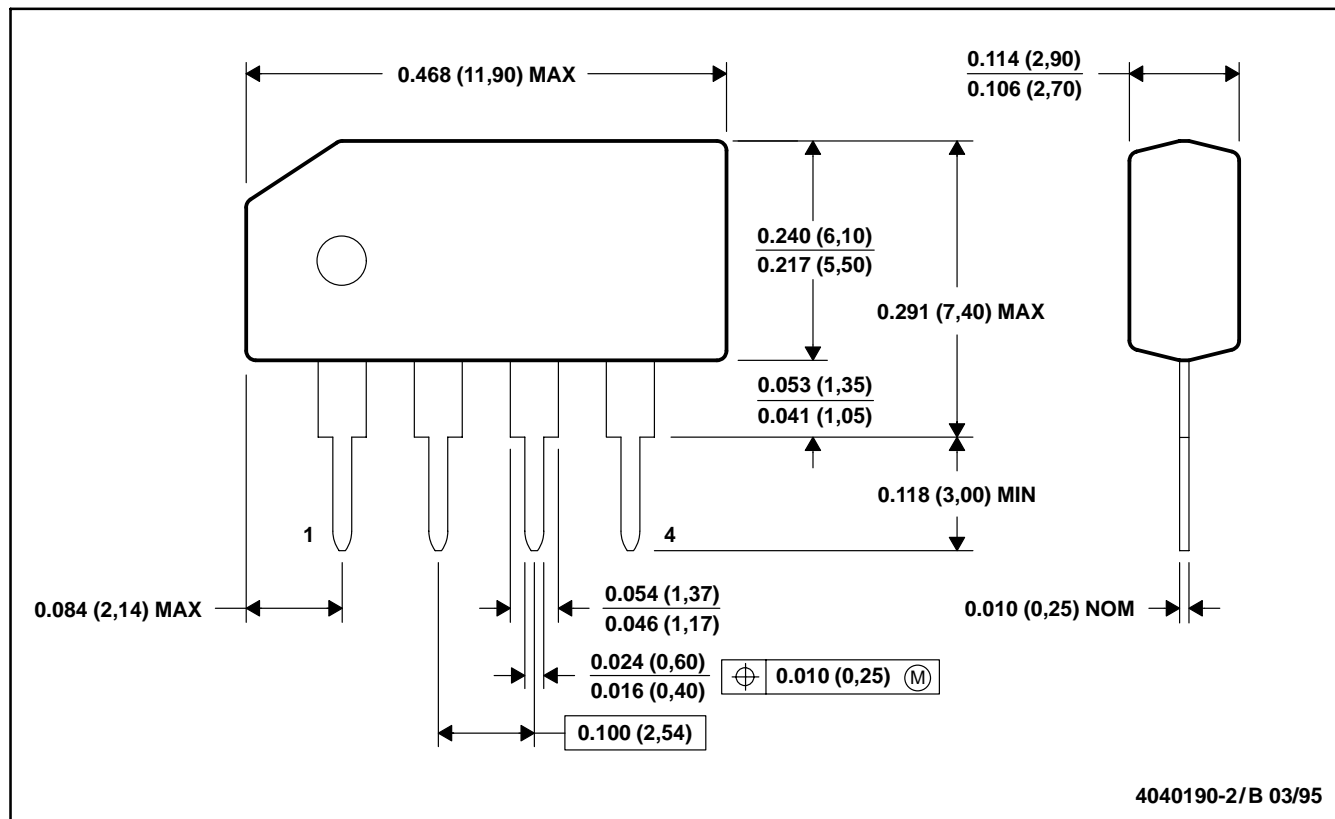 0.468 (11,90) MAX
0.114 (2,90)
0.106 (2,70)
0.240 (6,10)
0.217 (5,50)
0.291 (7,40) MAX
0.053 (1,35)
0.041 (1,05)
0.118 (3,00) MIN
1
4
0.084 (2,14) MAX
0.054 (1,37)
0.046 (1,17)
0.010 (0,25) NOM
0.024 (0,60)
0.016 (0,40)
⌖ 0.010 (0,25) Ⓜ
0.100 (2,54)
4040190-2/B 03/95